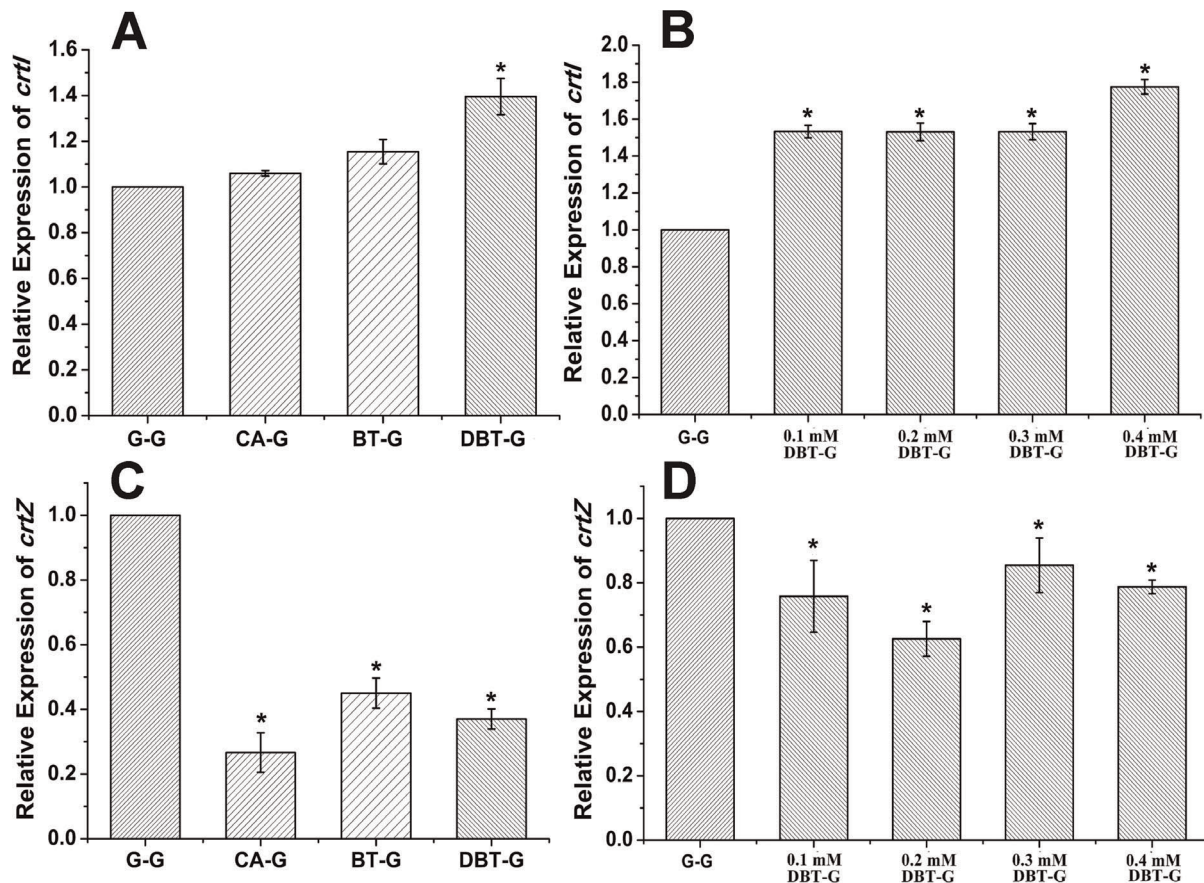 A
Relative Expression of crtI
1.6
1.4
1.2
1.0
0.8
0.6
0.4
0.2
0.0
*
G-G CA-G BT-G DBT-G
B
Relative Expression of crtI
2.0
1.8
1.6
1.4
1.2
1.0
0.8
0.6
0.4
0.2
0.0
* * * *
G-G 0.1 mM 0.2 mM 0.3 mM 0.4 mM
DBT-G DBT-G DBT-G DBT-G
C
Relative Expression of crtZ
1.0
0.8
0.6
0.4
0.2
0.0
* * *
G-G CA-G BT-G DBT-G
D
Relative Expression of crtZ
1.0
0.8
0.6
0.4
0.2
0.0
* * * *
G-G 0.1 mM 0.2 mM 0.3 mM 0.4 mM
DBT-G DBT-G DBT-G DBT-G